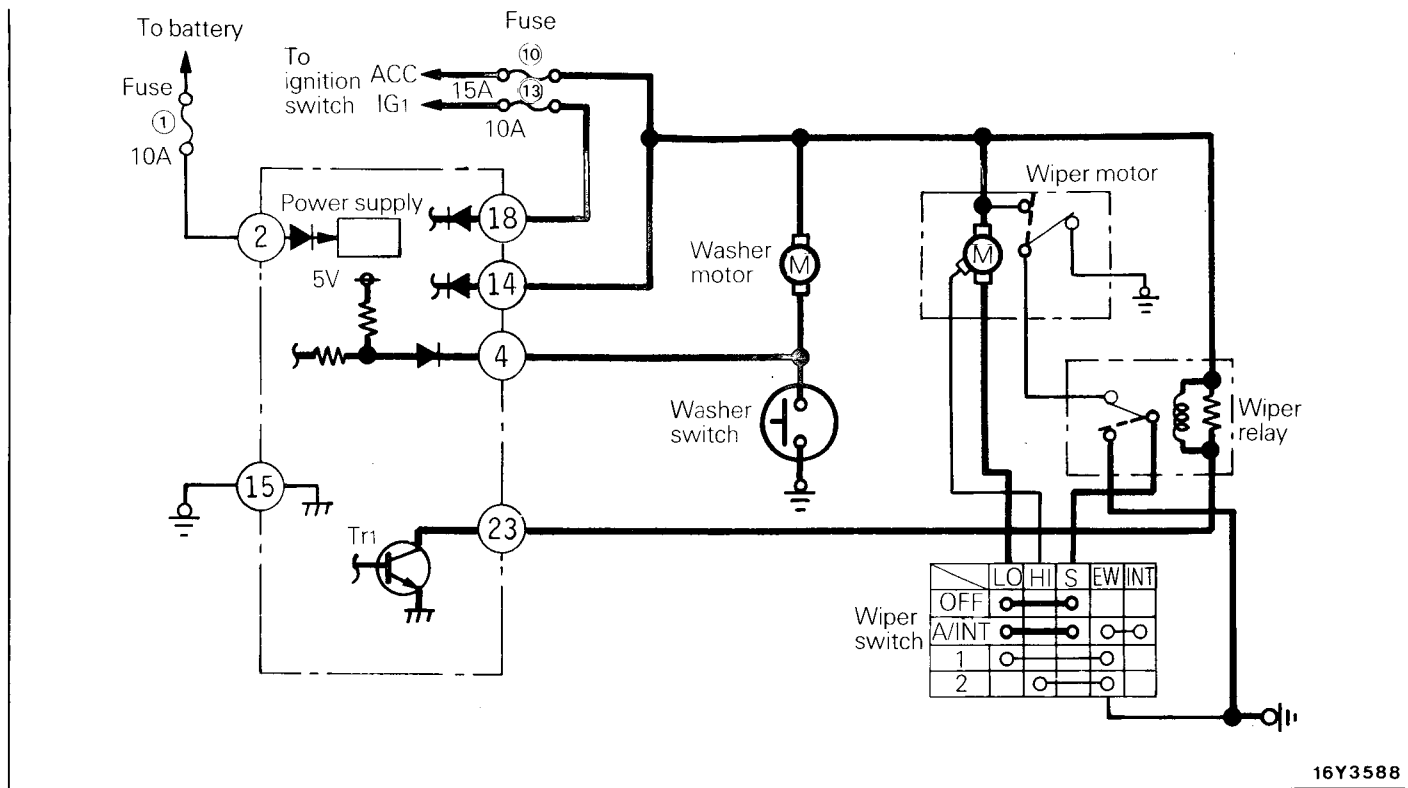 To battery
Fuse
①
10A
Fuse
To
ignition
switch
ACC
IG1
⑩
15A
⑬
10A
Power supply
2
18
14
5V
4
15
23
Tr1
Washer
motor
M
Washer
switch
Wiper motor
M
Wiper
relay
Wiper
switch
LO HI S EW INT
OFF
A/INT
1
2
16Y3588